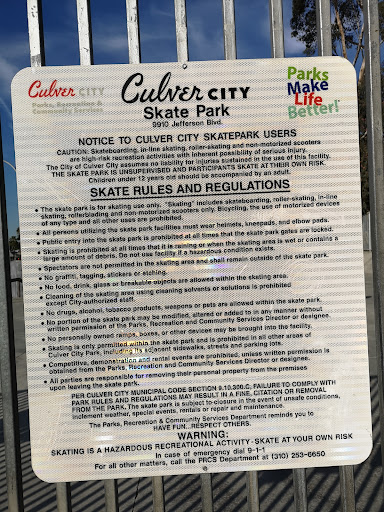 Culver CITY
Parks, Recreation &
Community Services
Culver CITY
Skate Park
9910 Jefferson Blvd.
Parks
Make
Life
Better!
NOTICE TO CULVER CITY SKATEPARK USERS
CAUTION: Skateboarding, in-line skating, roller-skating and non-motorized scooters
are high-risk recreation activities with inherent possibility of serious injury.
The City of Culver City assumes no liability for injuries sustained in the use of this facility.
THE SKATE PARK IS UNSUPERVISED AND PARTICIPANTS SKATE AT THEIR OWN RISK.
Children under 12 years old should be accompanied by an adult.
SKATE RULES AND REGULATIONS
• The skate park is for skating use only. "Skating" includes skateboarding, roller-skating, in-line
skating, rollerblading and non-motorized scooters only. Bicycling, the use of motorized devices
of any type and all other uses are prohibited.
• All persons utilizing the skate park facilities must wear helmets, kneepads, and elbow pads.
• Public entry into the skate park is prohibited at all times that the skate park gates are locked.
• Skating is prohibited at all times that it is raining or when the skating area is wet or contains a
large amount of debris. Do not use facility if a hazardous condition exists.
• Spectators are not permitted in the skating area and shall remain outside of the skate park.
• No graffiti, tagging, stickers or etching.
• No food, drink, glass or breakable objects are allowed within the skating area.
• Cleaning of the skating area using cleaning solvents or solutions is prohibited
except City-authorized staff.
• No drugs, alcohol, tobacco products, weapons or pets are allowed within the skate park.
• No portion of the skate park may be modified, altered or added to in any manner without
written permission of the Parks, Recreation and Community Services Director or designee.
• No personally owned ramps, boxes, or other devices may be brought into the facility.
• Skating is only permitted within the skate park and is prohibited in all other areas of
Culver City Park, including its adjacent sidewalks, streets and parking lots.
• Competitive, demonstration and rental events are prohibited, unless written permission is
obtained from the Parks, Recreation and Community Services Director or designee.
• All parties are responsible for removing their personal property from the premises
upon leaving the skate park.
PER CULVER CITY MUNICIPAL CODE SECTION 9.10.300.C, FAILURE TO COMPLY WITH
PARK RULES AND REGULATIONS MAY RESULT IN A FINE, CITATION OR REMOVAL
FROM THE PARK. The skate park is subject to closure in the event of unsafe conditions,
inclement weather, special events, rentals or repair and maintenance.
The Parks, Recreation & Community Services Department reminds you to
HAVE FUN...RESPECT OTHERS.
WARNING:
SKATING IS A HAZARDOUS RECREATIONAL ACTIVITY - SKATE AT YOUR OWN RISK
In case of emergency dial 9-1-1
For all other matters, call the PRCS Department at (310) 253-6650